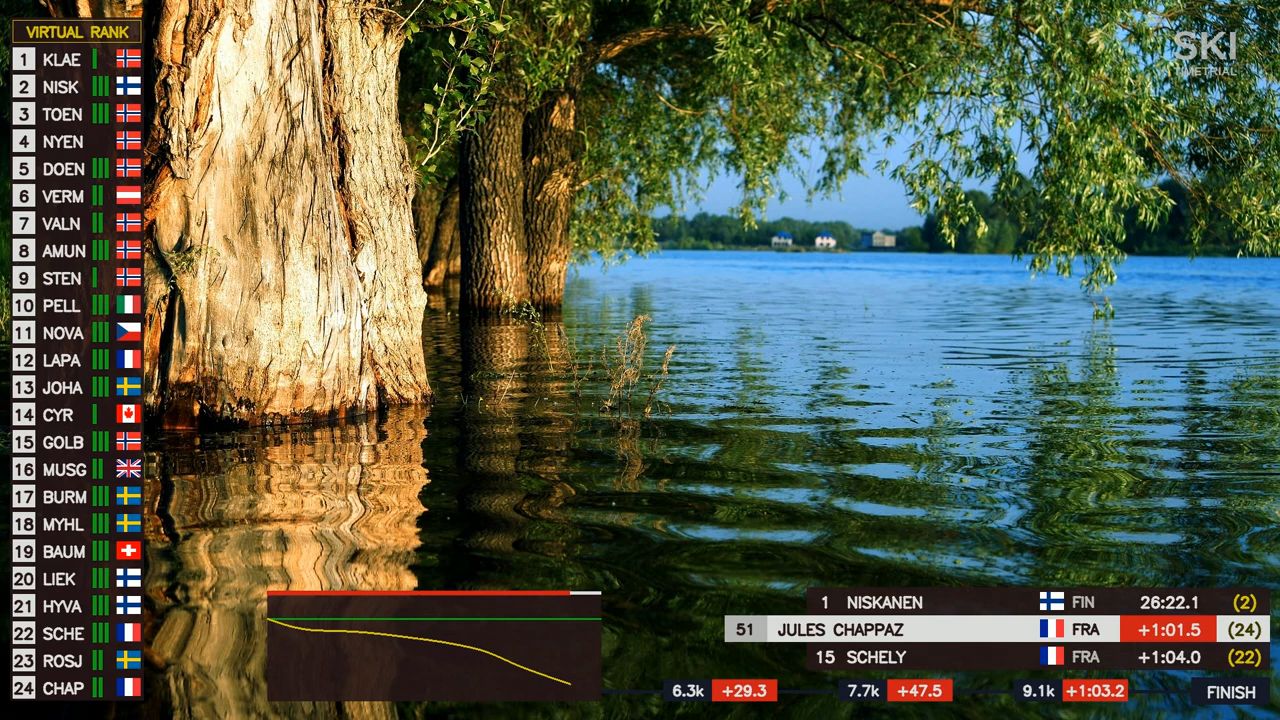 VIRTUAL RANK
1 KLAE
2 NISK
3 TOEN
4 NYEN
5 DOEN
6 VERM
7 VALN
8 AMUN
9 STEN
10 PELL
11 NOVA
12 LAPA
13 JOHA
14 CYR
15 GOLB
16 MUSG
17 BURM
18 MYHL
19 BAUM
20 LIEK
21 HYVA
22 SCHE
23 ROSJ
24 CHAP
SKI
TIMETRIAL
1 NISKANEN FIN 26:22.1 (2)
51 JULES CHAPPAZ FRA +1:01.5 (24)
15 SCHELY FRA +1:04.0 (22)
6.3k +29.3 7.7k +47.5 9.1k +1:03.2 FINISH